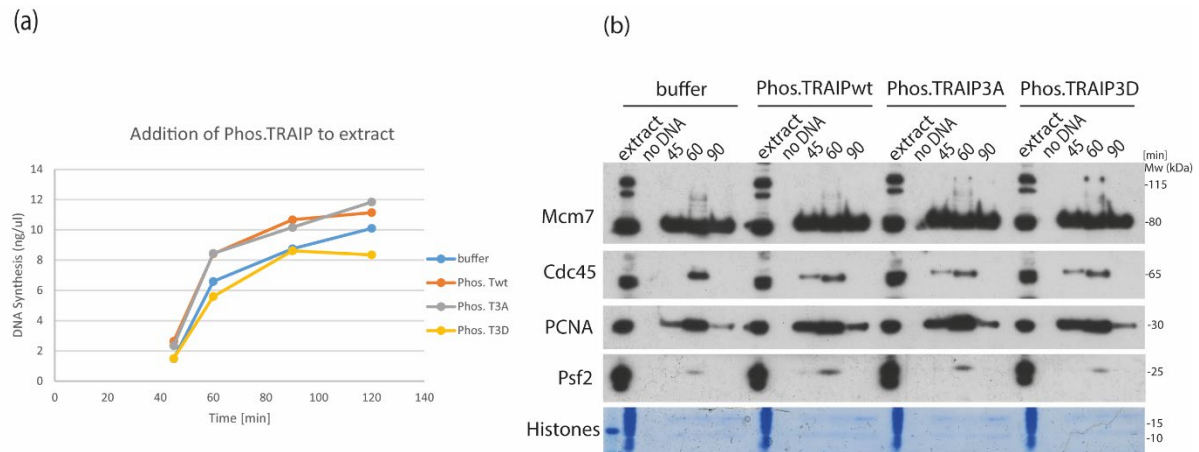 (a)
Addition of Phos.TRAIP to extract
DNA Synthesis (ng/ul)
14
12
10
8
6
4
2
0
0 20 40 60 80 100 120 140
Time [min]
buffer
Phos. Twt
Phos. T3A
Phos. T3D
(b)
buffer Phos.TRAIPwt Phos.TRAIP3A Phos.TRAIP3D
extract no DNA 45 60 90 extract no DNA 45 60 90 extract no DNA 45 60 90 extract no DNA 45 60 90
[min]
Mw (kDa)
-115
Mcm7 -80
Cdc45 -65
PCNA -30
Psf2 -25
Histones -15
-10